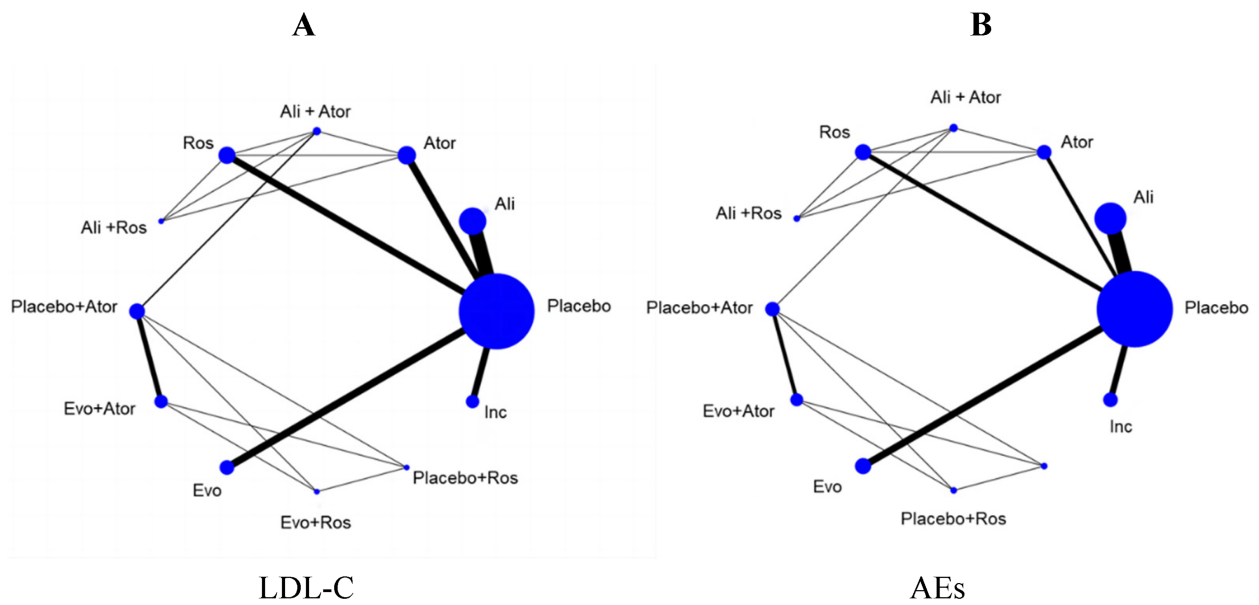 A
B
Ali + Ator
Ros
Ator
Ali
Ali +Ros
Placebo+Ator
Placebo
Evo+Ator
Inc
Evo
Placebo+Ros
Evo+Ros
LDL-C
Ali + Ator
Ros
Ator
Ali
Ali +Ros
Placebo+Ator
Placebo
Evo+Ator
Inc
Evo
Placebo+Ros
AEs